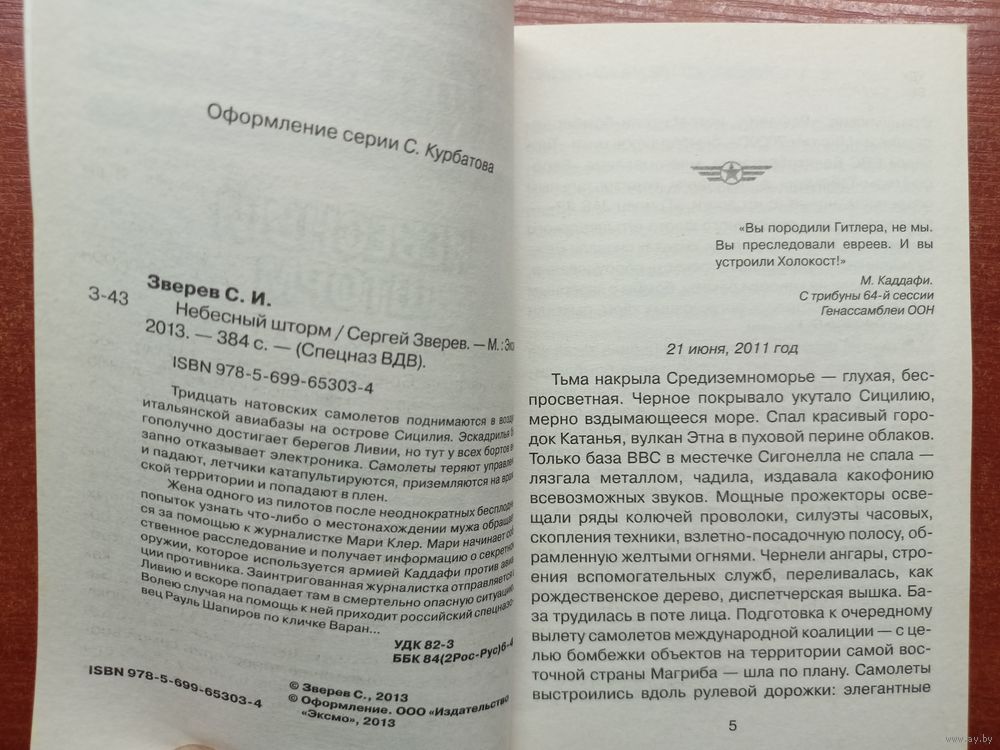 Оформление серии С. Курбатова
Зверев С. И.
З-43
Небесный шторм / Сергей Зверев. — М. :
2013. — 384 с. — (Спецназ ВДВ).
ISBN 978-5-699-65303-4
Тридцать натовских самолетов поднимаются в
итальянской авиабазы на острове Сицилия. Эскадрилья
гополучно достигает берегов Ливии, но тут у всех бортов
запно отказывает электроника. Самолеты теряют
и падают, летчики катапультируются, приземляются на
ской территории и попадают в плен.
Жена одного из пилотов после неоднократных
попыток узнать что-либо о местонахождении мужа
ся за помощью к журналистке Мари Клер. Мари начинает
ственное расследование и получает информацию о
оружии, которое используется армией Каддафи против
ции противника. Заинтригованная журналистка отправляется
Ливию и вскоре попадает там в смертельно опасную ситуацию.
Волею случая на помощь к ней приходит российский спецназо-
вец Рауль Шапиров по кличке Варан...
УДК 82-3
ББК 84(2Рос-Рус)6-4
© Зверев С., 2013
© Оформление. ООО «Издательство
«Эксмо», 2013
ISBN 978-5-699-65303-4
«Вы породили Гитлера, не мы.
Вы преследовали евреев. И вы
устроили Холокост!»
М. Каддафи.
С трибуны 64-й сессии
Генассамблеи ООН
21 июня, 2011 год
Тьма накрыла Средиземноморье — глухая, бес-
просветная. Черное покрывало укутало Сицилию,
мерно вздымающееся море. Спал красивый горо-
док Катанья, вулкан Этна в пуховой перине облаков.
Только база ВВС в местечке Сигонелла не спала —
лязгала металлом, чадила, издавала какофонию
всевозможных звуков. Мощные прожекторы осве-
щали ряды колючей проволоки, силуэты часовых,
скопления техники, взлетно-посадочную полосу, об-
рамленную желтыми огнями. Чернели ангары, стро-
ения вспомогательных служб, переливалась, как
рождественское дерево, диспетчерская вышка. Ба-
за трудилась в поте лица. Подготовка к очередному
вылету самолетов международной коалиции — с це-
лью бомбежки объектов на территории самой вос-
точной страны Магриба — шла по плану. Самолеты
выстроились вдоль рулевой дорожки: элегантные
5
www.ay.by